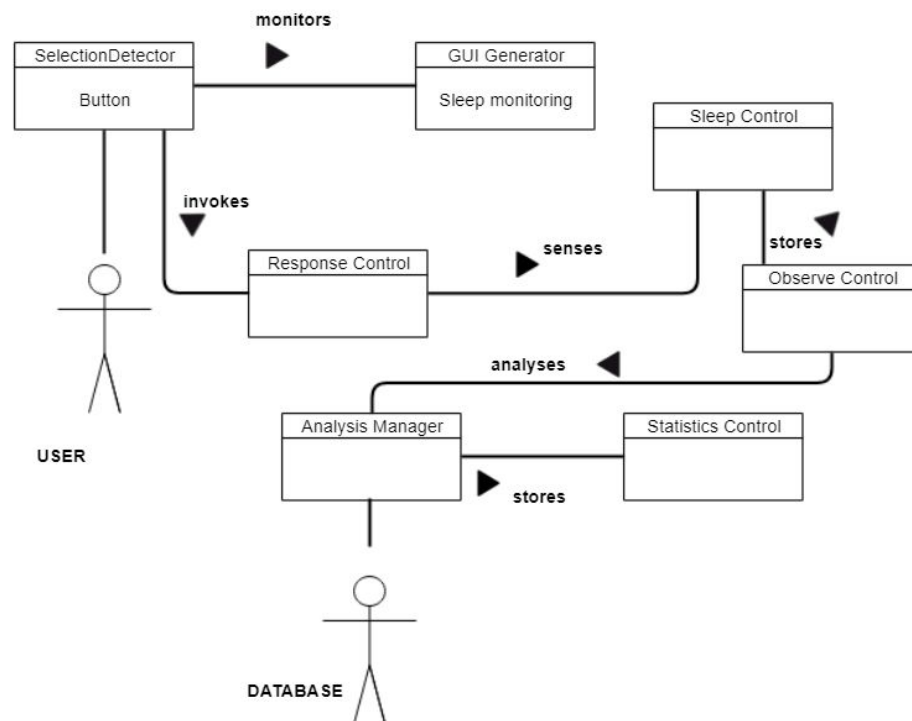 monitors
SelectionDetector
GUI Generator
Button
Sleep monitoring
Sleep Control
invokes
stores
senses
Response Control
Observe Control
analyses
Analysis Manager
Statistics Control
USER
stores
DATABASE